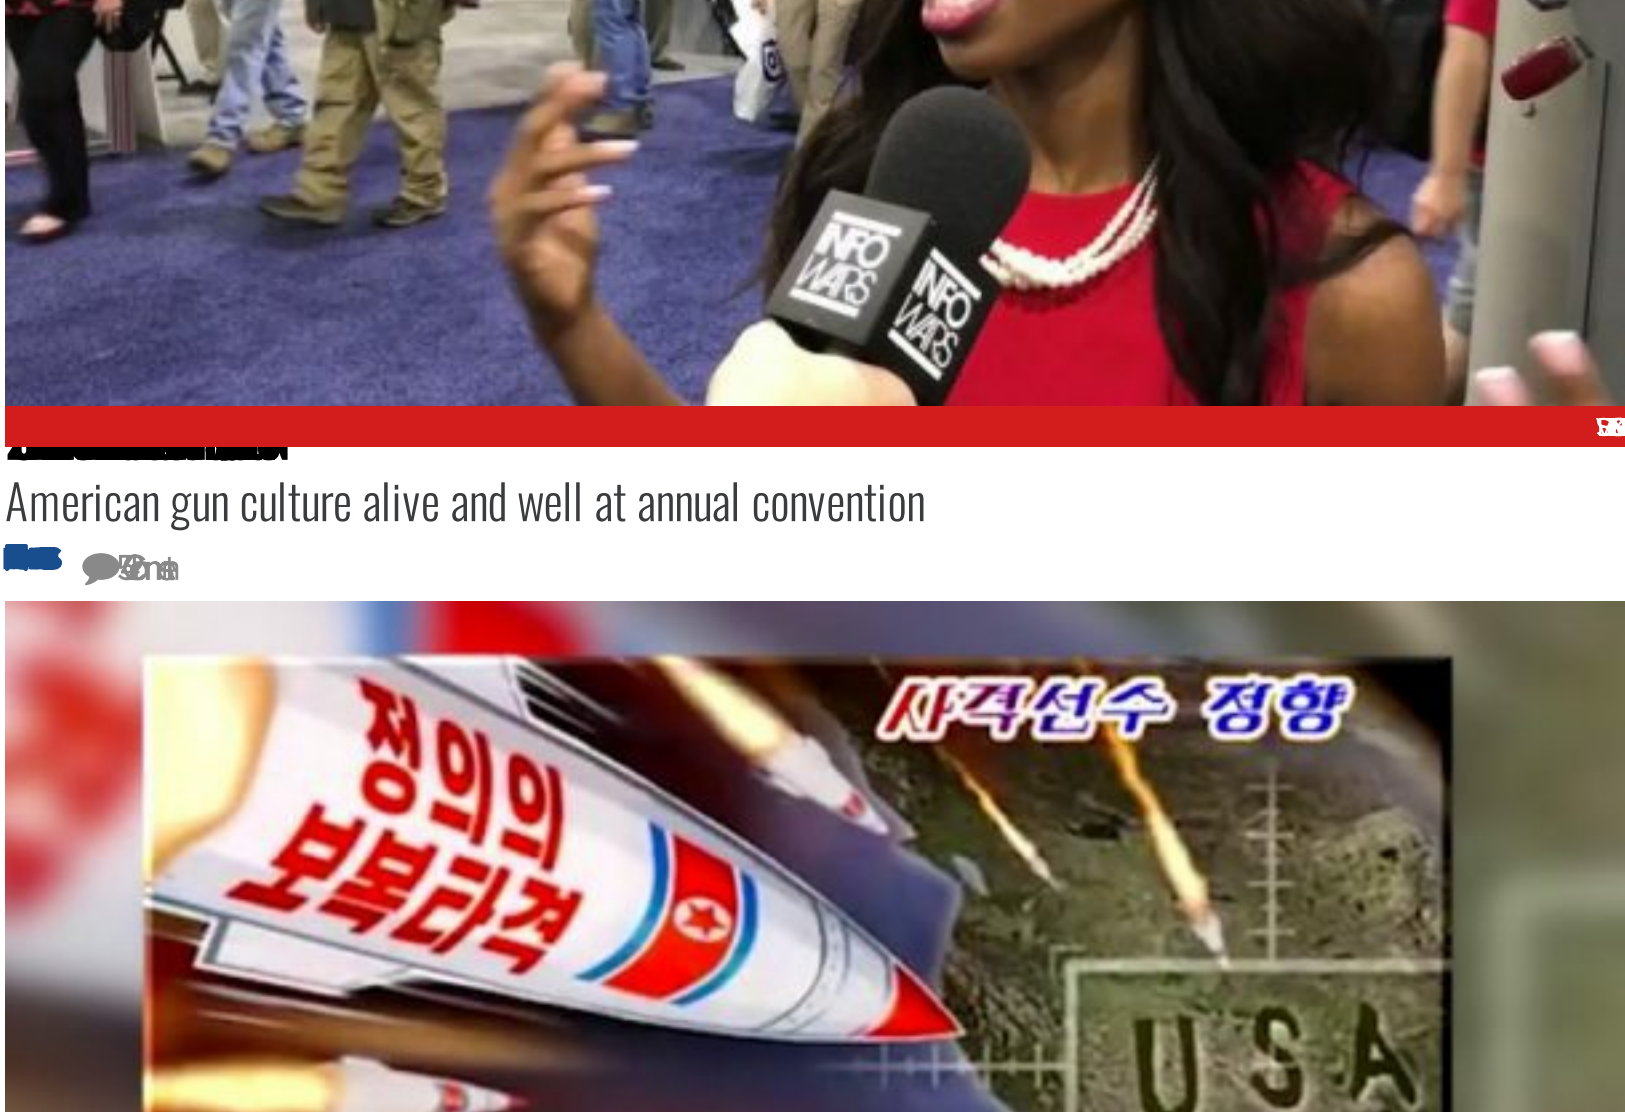 INFO
WARS
INFO
WARS
American gun culture alive and well at annual convention
사격선수 정향
정의의
보복타격
USA